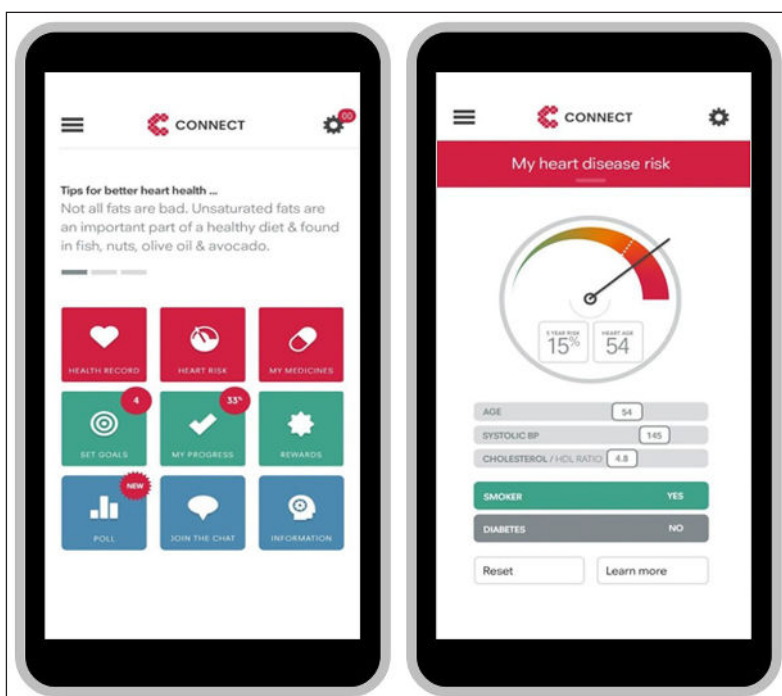 CONNECT
00
Tips for better heart health ...
Not all fats are bad. Unsaturated fats are
an important part of a healthy diet & found
in fish, nuts, olive oil & avocado.
HEALTH RECORD
HEART RISK
MY MEDICINES
4
33%
SET GOALS
MY PROGRESS
REWARDS
NEW
POLL
JOIN THE CHAT
INFORMATION
CONNECT
My heart disease risk
5 YEAR RISK
15%
HEART AGE
54
AGE 54
SYSTOLIC BP 145
CHOLESTEROL / HDL RATIO 4.8
SMOKER YES
DIABETES NO
Reset
Learn more